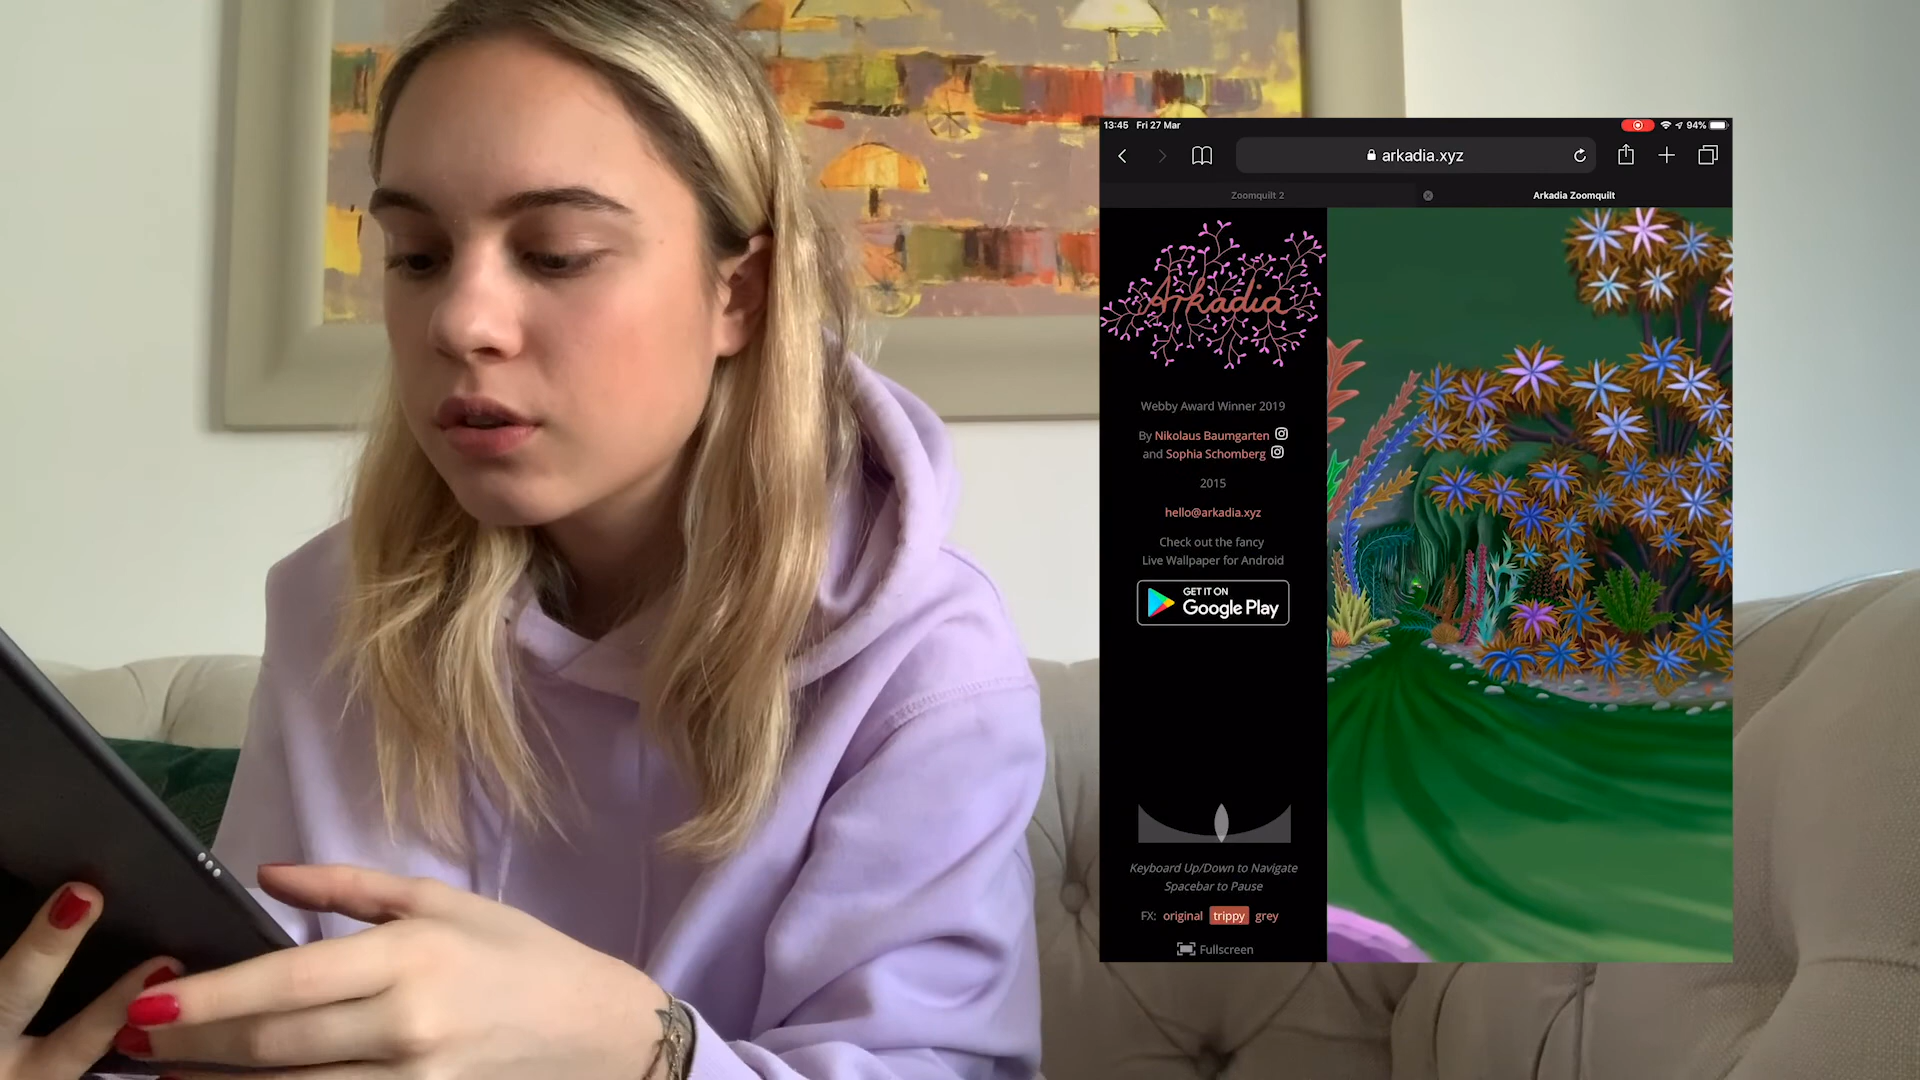 13:45 Fri 27 Mar
94%
arkadia.xyz
Zoomquilt 2
Arkadia Zoomquilt
Arkadia
Webby Award Winner 2019
By Nikolaus Baumgarten
and Sophia Schomberg
2015
hello@arkadia.xyz
Check out the fancy
Live Wallpaper for Android
GET IT ON
Google Play
Keyboard Up/Down to Navigate
Spacebar to Pause
FX: original trippy grey
Fullscreen